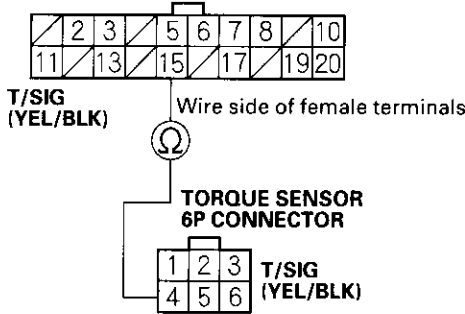 2 3 5 6 7 8 10
11 13 15 17 19 20
T/SIG
(YEL/BLK)
Wire side of female terminals
Ω
TORQUE SENSOR
6P CONNECTOR
1 2 3
4 5 6
T/SIG
(YEL/BLK)